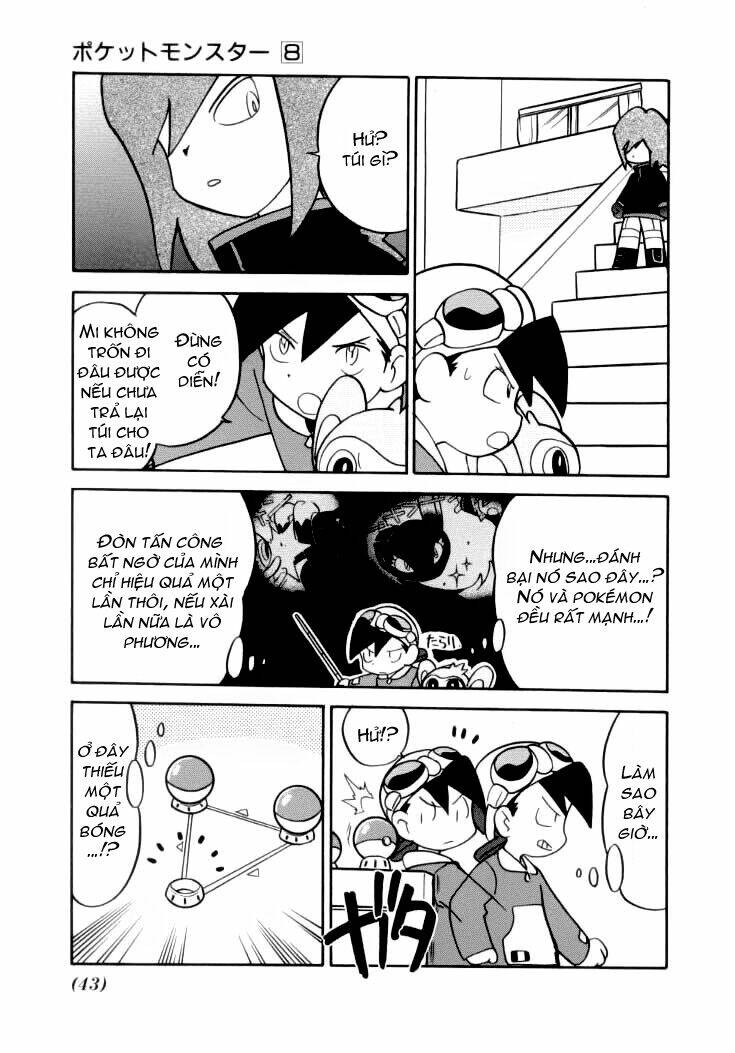 ポケットモンスター 8
HỬ?
TÚI GÌ?
ĐỪNG
CÓ
DIỄN!
MI KHÔNG
TRỐN ĐI
ĐÂU ĐƯỢC
NẾU CHƯA
TRẢ LẠI
TÚI CHO
TA ĐÂU!
NHƯNG...ĐÁNH
BẠI NÓ SAO ĐÂY...?
NÓ VÀ POKÉMON
ĐỀU RẤT MẠNH...!
たらり
ĐÒN TẤN CÔNG
BẤT NGỜ CỦA MÌNH
CHỈ HIỆU QUẢ MỘT
LẦN THÔI, NẾU XÀI
LẦN NỮA LÀ VÔ
PHƯƠNG...
LÀM
SAO
BÂY
GIỜ...
HỬ!?
ガタ
Ở ĐÂY
THIẾU
MỘT
QUẢ
BÓNG
...!?
(43)